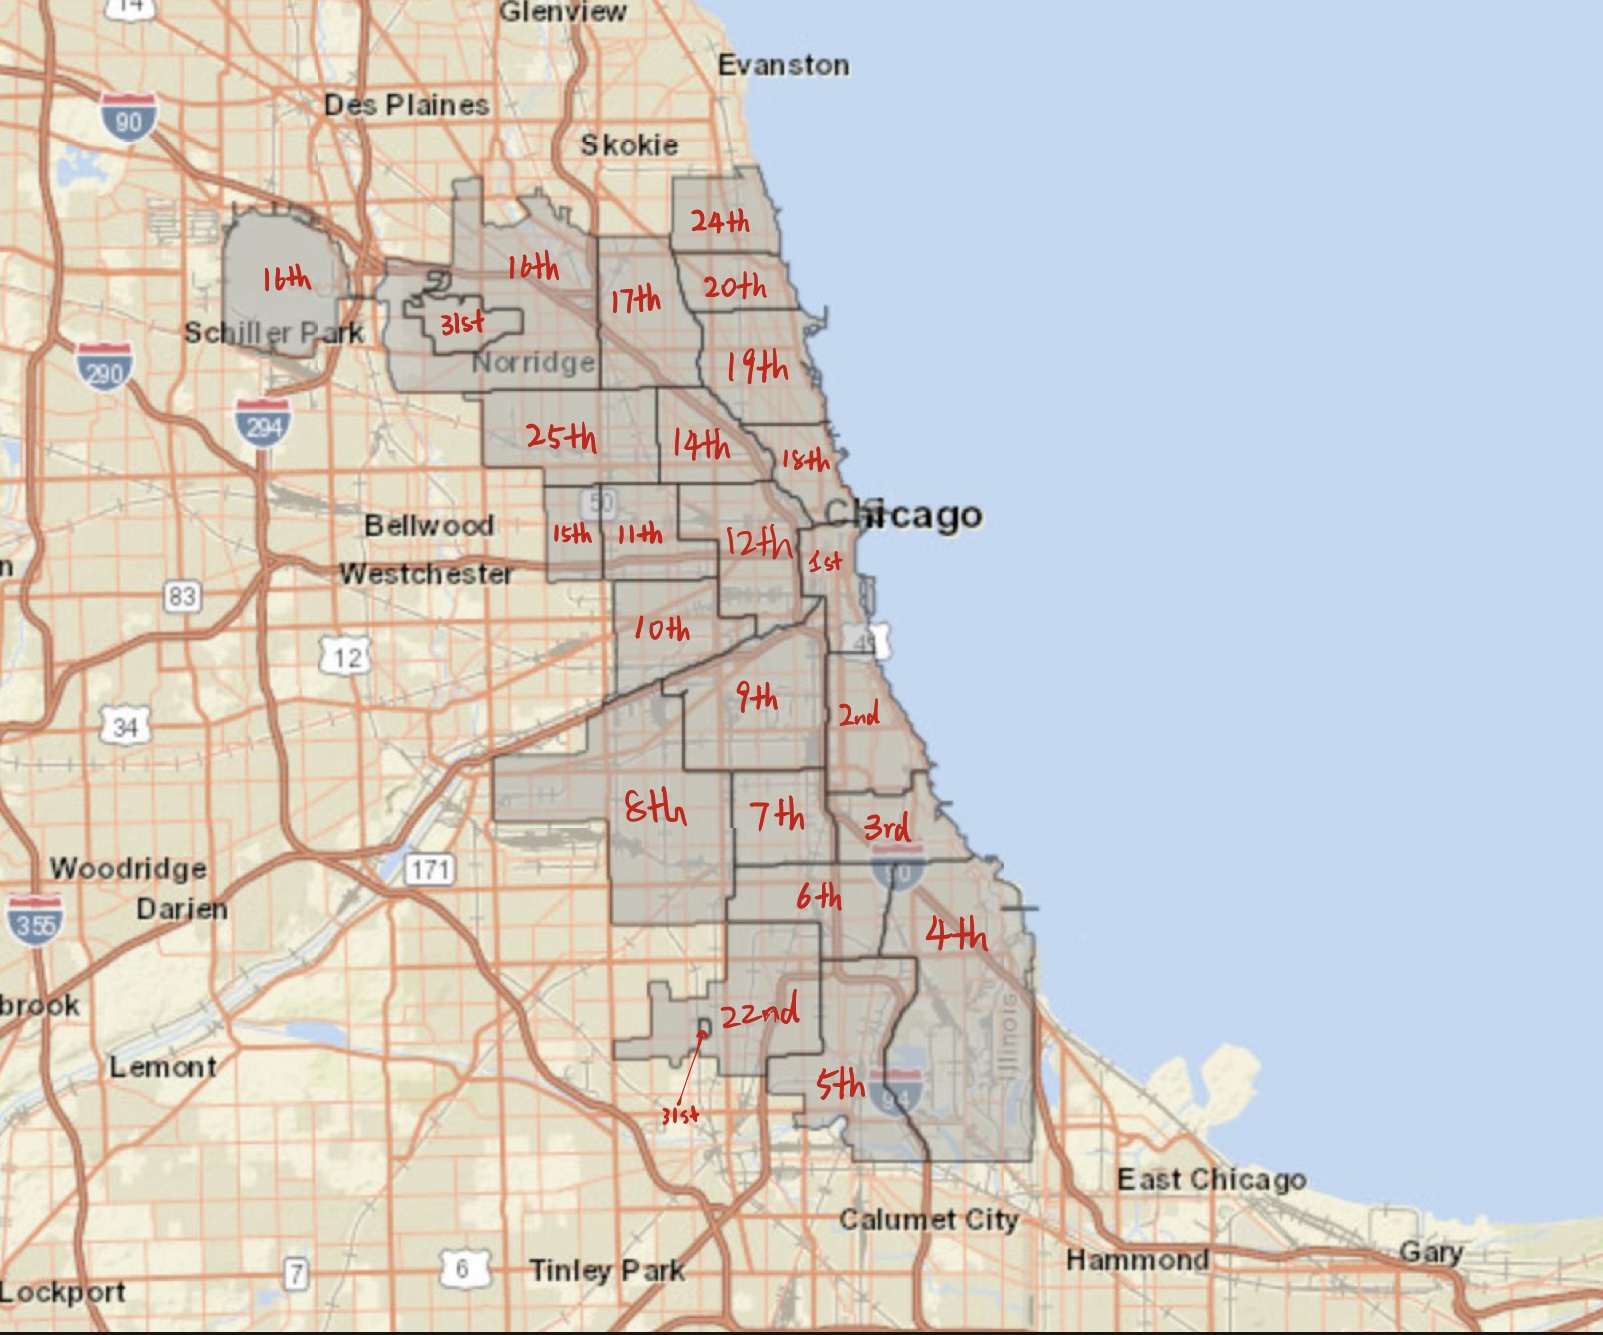 14
Glenview
Evanston
Des Plaines
90
Skokie
24th
16th
16th
20th
17th
31st
Schiller Park
Norridge
19th
290
294
25th
14th
18th
50
Chicago
Bellwood
15th
11th
12th
1st
Westchester
83
10th
12
9th
34
2nd
8th
7th
3rd
Woodridge
171
90
6th
Darien
355
4th
brook
22nd
Illinois
Lemont
5th
94
31st
East Chicago
Calumet City
Hammond
Gary
7
6
Tinley Park
Lockport